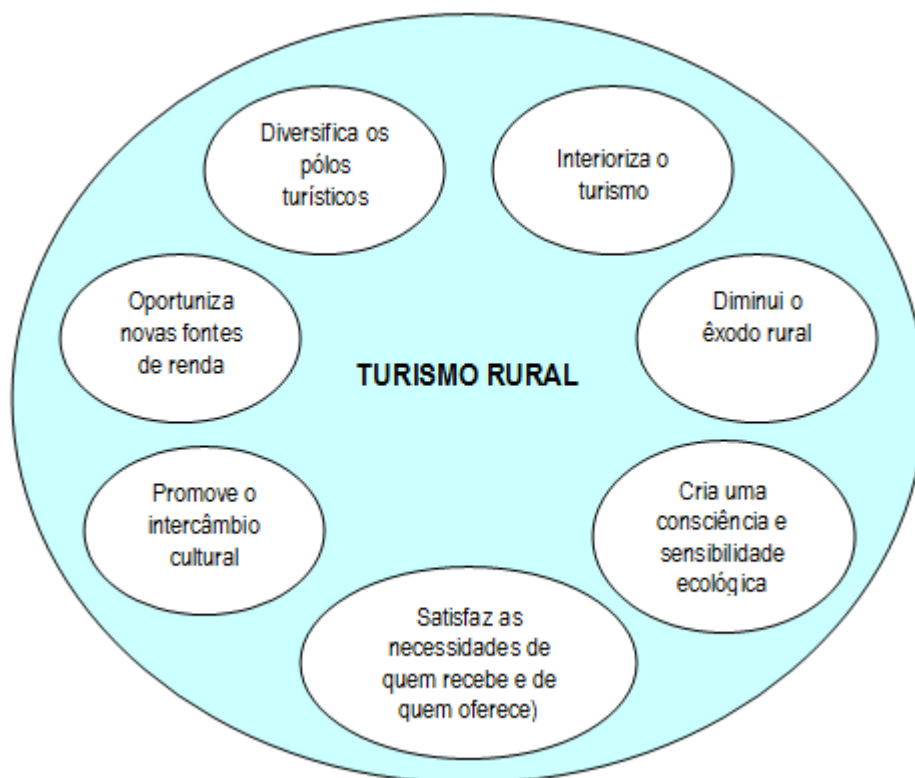 Diversifica os
pólos
turísticos
Interioriza o
turismo
Oportuniza
novas fontes
de renda
Diminui o
êxodo rural
TURISMO RURAL
Promove o
intercâmbio
cultural
Cria uma
consciência e
sensibilidade
ecológica
Satisfaz as
necessidades de
quem recebe e de
quem oferece)